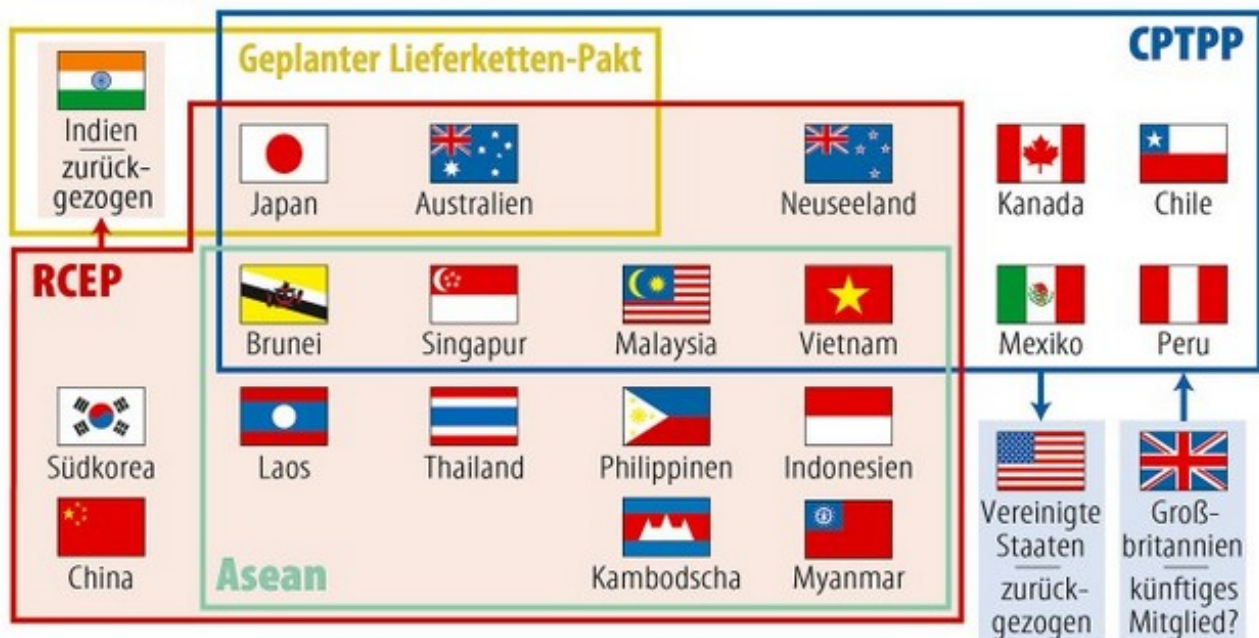 CPTPP
Geplanter Lieferketten-Pakt
Indien
zurück-
gezogen
Japan
Australien
Neuseeland
Kanada
Chile
RCEP
Brunei
Singapur
Malaysia
Vietnam
Mexiko
Peru
Südkorea
Laos
Thailand
Philippinen
Indonesien
China
Asean
Kambodscha
Myanmar
Vereinigte
Staaten
zurück-
gezogen
Groß-
britannien
künftiges
Mitglied?